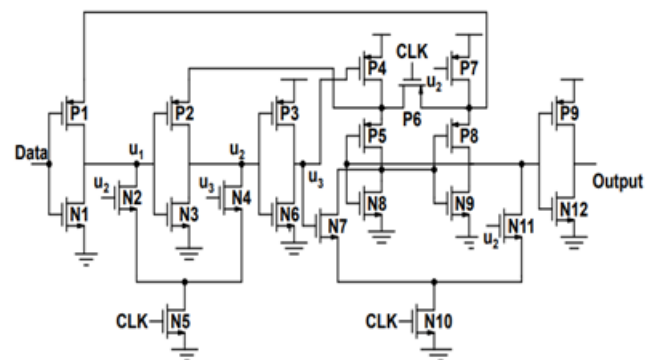 CLK
P1
P4
u2
P7
P2
P3
P6
P5
P8
P9
Data
u1
u2
u3
Output
u2
N2
u3
N4
N1
N3
N6
N7
N8
N9
u2
N11
N12
CLK
N5
CLK
N10